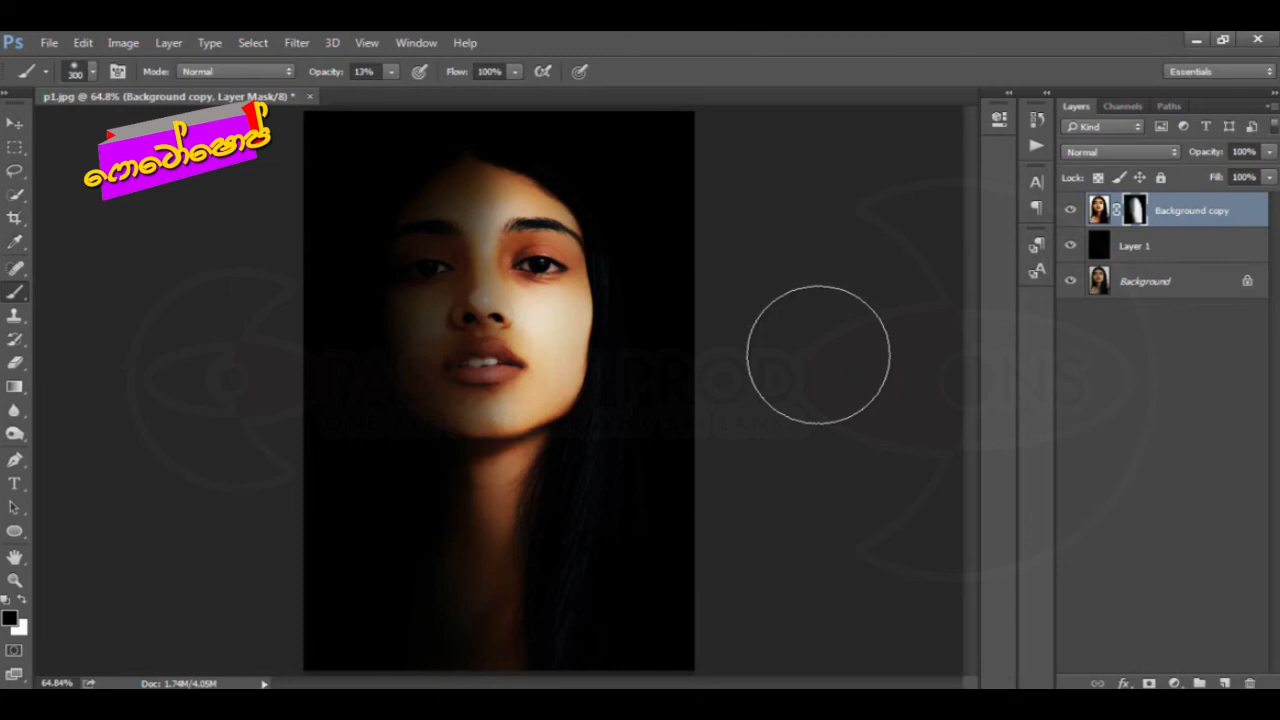 Ps File Edit Image Layer Type Select Filter 3D View Window Help
300 Mode: Normal Opacity: 13% Flow: 100% Essentials
p1.jpg @ 64.8% (Background copy, Layer Mask/8) * ×
Layers Channels Paths
Kind
Normal Opacity: 100%
Lock: Fill: 100%
Background copy
Layer 1
Background
64.84% Doc: 1.74M/4.05M